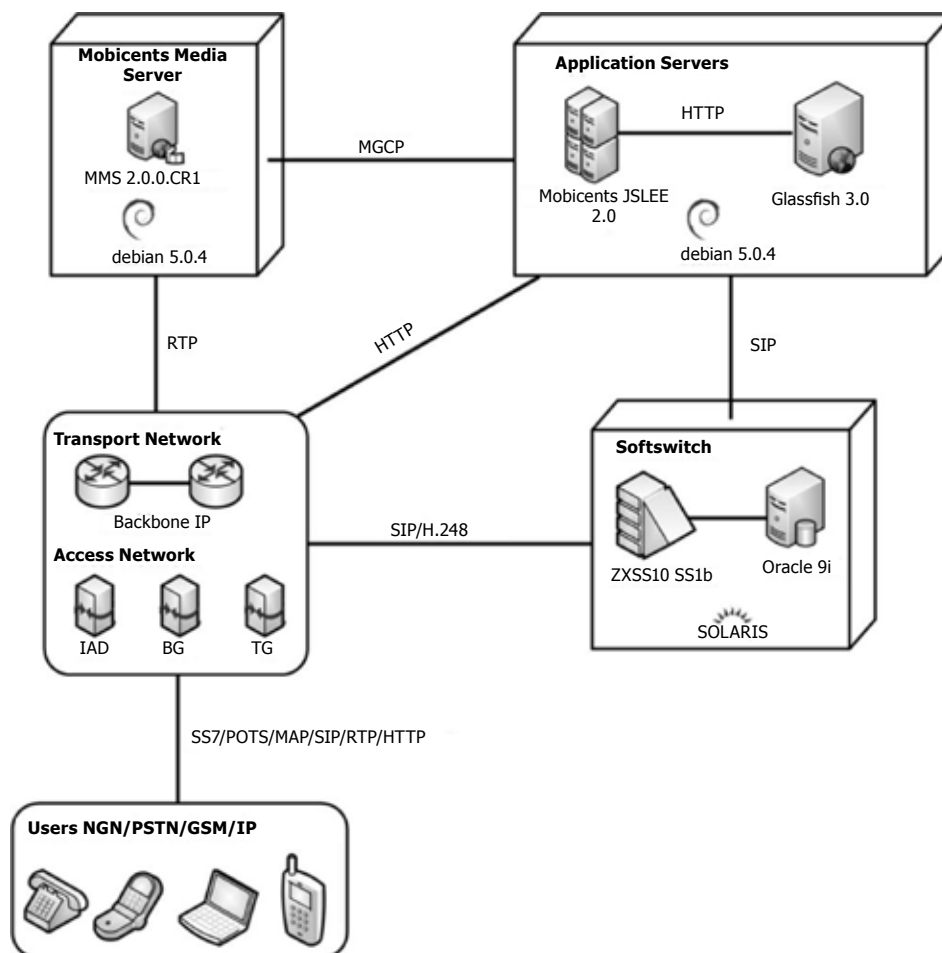 Mobicents Media
Server
MMS 2.0.0.CR1
debian 5.0.4
MGCP
Application Servers
HTTP
Mobicents JSLEE
2.0
Glassfish 3.0
debian 5.0.4
RTP
HTTP
SIP
Transport Network
Backbone IP
Access Network
IAD
BG
TG
SIP/H.248
Softswitch
ZXSS10 SS1b
Oracle 9i
SOLARIS
SS7/POTS/MAP/SIP/RTP/HTTP
Users NGN/PSTN/GSM/IP